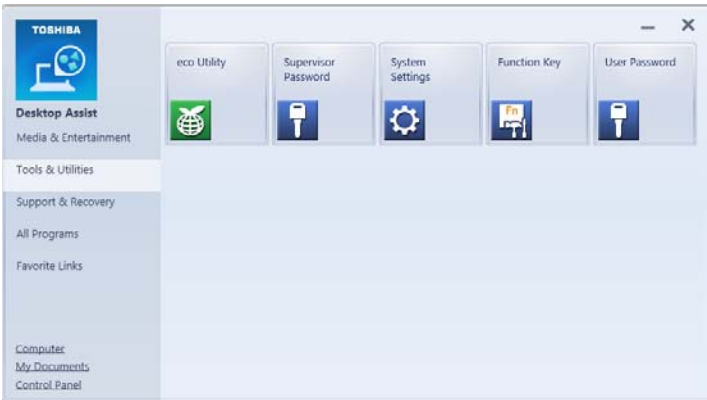 TOSHIBA
Desktop Assist
Media & Entertainment
Tools & Utilities
Support & Recovery
All Programs
Favorite Links
Computer
My Documents
Control Panel
eco Utility
Supervisor
Password
System
Settings
Function Key
Fn
User Password